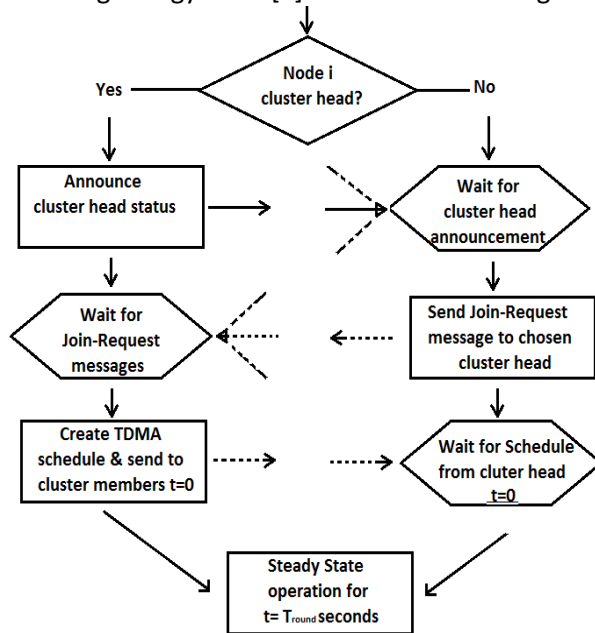 Node i
cluster head?
Yes
No
Announce
cluster head status
Wait for
cluster head
announcement
Wait for
Join-Request
messages
Send Join-Request
message to chosen
cluster head
Create TDMA
schedule & send to
cluster members t=0
Wait for Schedule
from cluter head
t=0
Steady State
operation for
t= Tround seconds